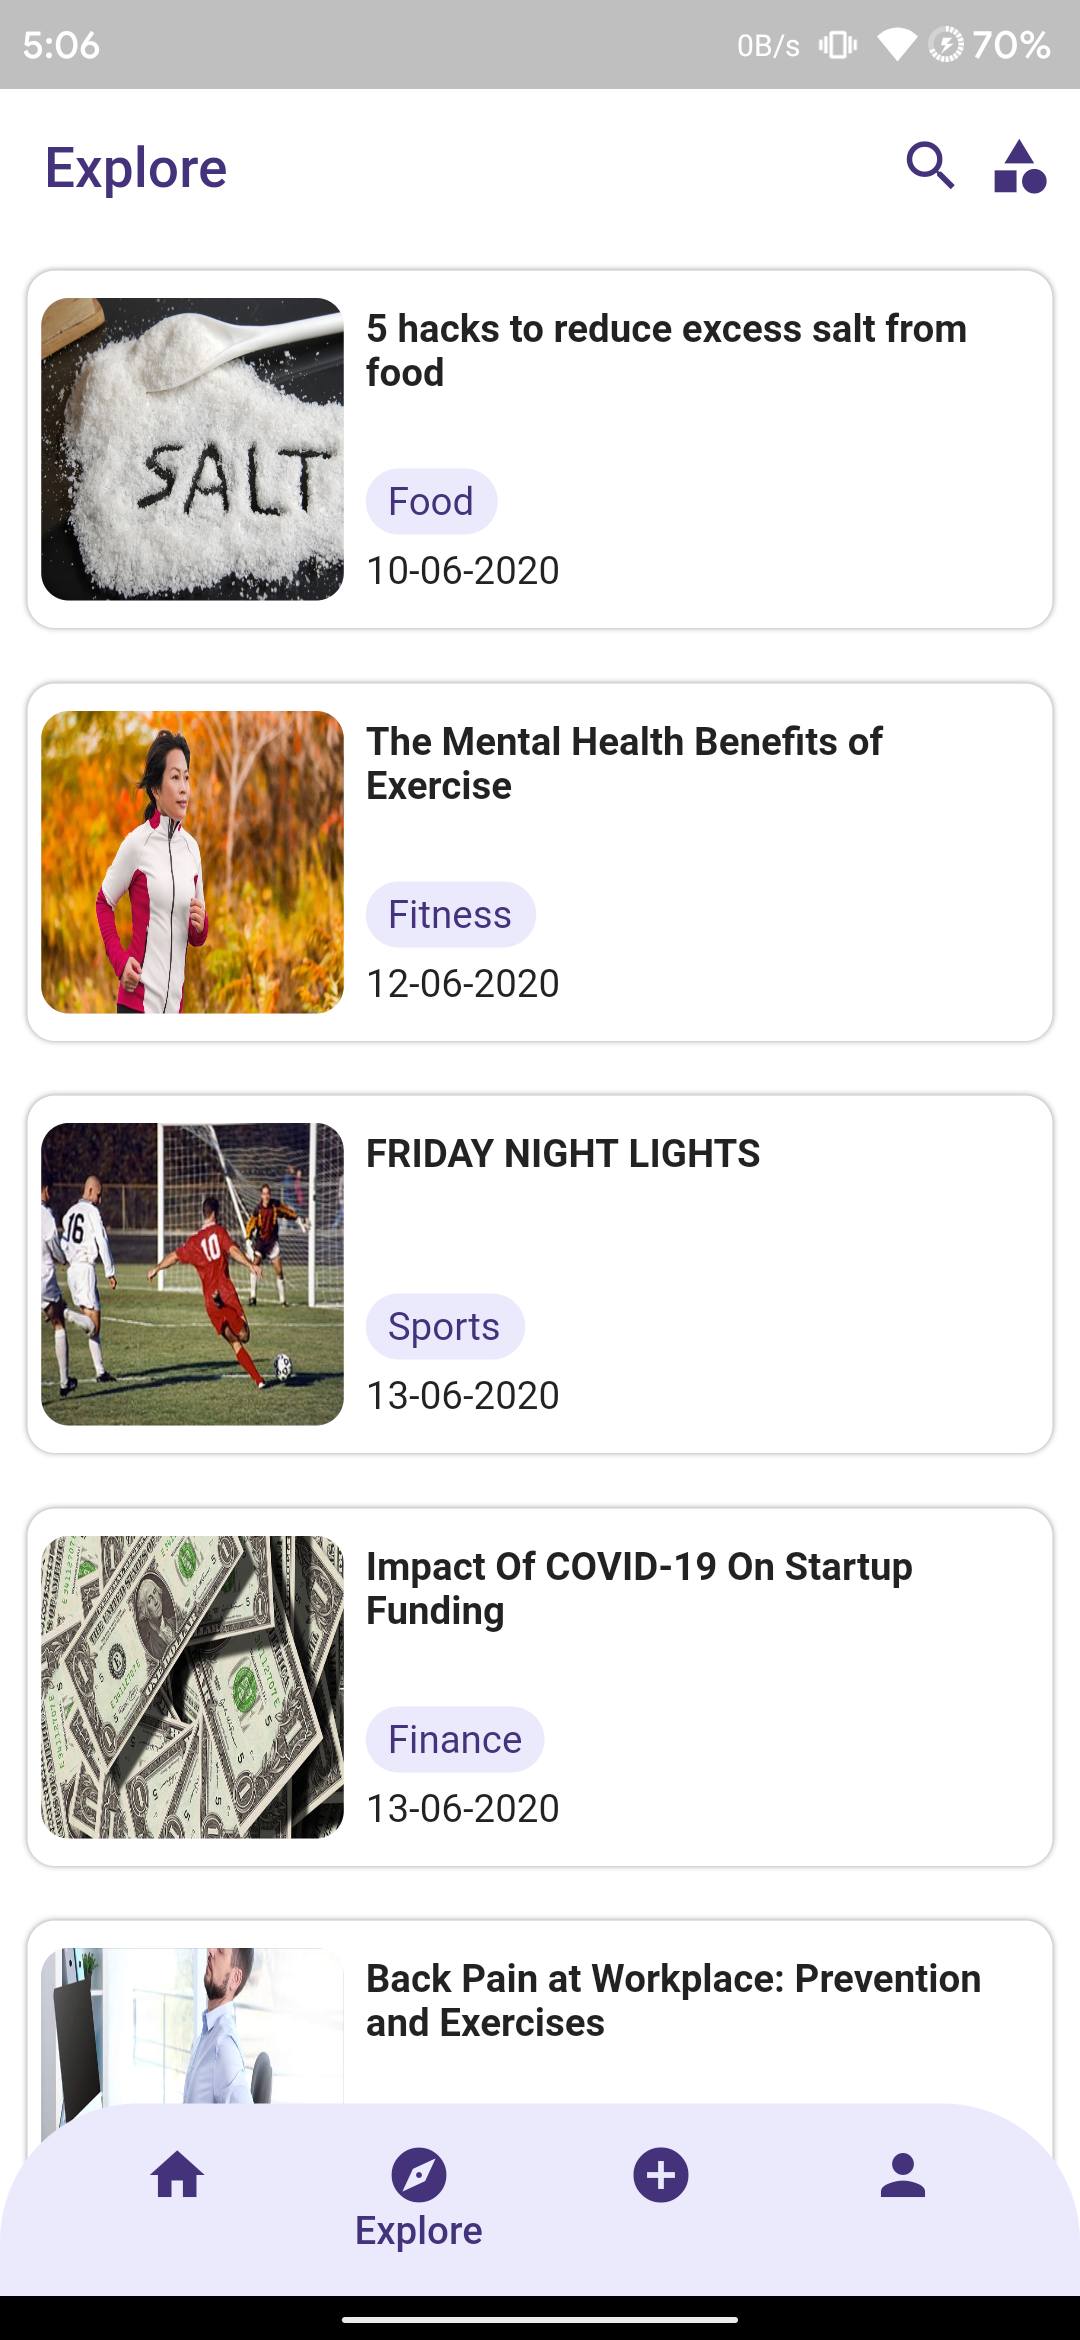 5:06
0B/s
70%
Explore
5 hacks to reduce excess salt from
food
SALT
Food
10-06-2020
The Mental Health Benefits of
Exercise
Fitness
12-06-2020
FRIDAY NIGHT LIGHTS
16
10
Sports
13-06-2020
Impact Of COVID-19 On Startup
Funding
Finance
13-06-2020
Back Pain at Workplace: Prevention
and Exercises
Explore